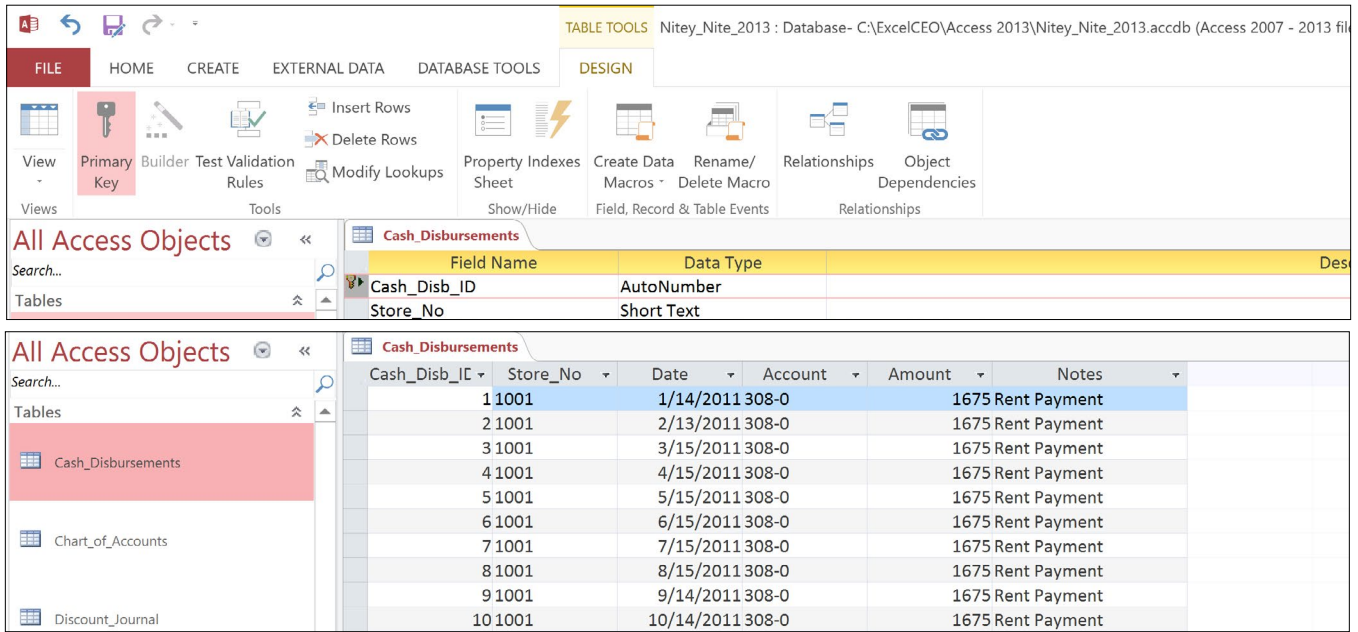 TABLE TOOLS Nitey_Nite_2013 : Database- C:\ExcelCEO\Access 2013\Nitey_Nite_2013.accdb (Access 2007 - 2013 file
FILE HOME CREATE EXTERNAL DATA DATABASE TOOLS DESIGN
View
Primary Key
Builder
Test Validation Rules
Insert Rows
Delete Rows
Modify Lookups
Property Sheet
Indexes
Create Data Macros
Rename/ Delete Macro
Relationships
Object Dependencies
Views Tools Show/Hide Field, Record & Table Events Relationships
All Access Objects
Search...
Tables
Cash_Disbursements
Field Name Data Type Desc
Cash_Disb_ID AutoNumber
Store_No Short Text
All Access Objects
Search...
Tables
Cash_Disbursements
Chart_of_Accounts
Discount_Journal
Cash_Disbursements
Cash_Disb_ID Store_No Date Account Amount Notes
1 1001 1/14/2011 308-0 1675 Rent Payment
2 1001 2/13/2011 308-0 1675 Rent Payment
3 1001 3/15/2011 308-0 1675 Rent Payment
4 1001 4/15/2011 308-0 1675 Rent Payment
5 1001 5/15/2011 308-0 1675 Rent Payment
6 1001 6/15/2011 308-0 1675 Rent Payment
7 1001 7/15/2011 308-0 1675 Rent Payment
8 1001 8/15/2011 308-0 1675 Rent Payment
9 1001 9/14/2011 308-0 1675 Rent Payment
10 1001 10/14/2011 308-0 1675 Rent Payment